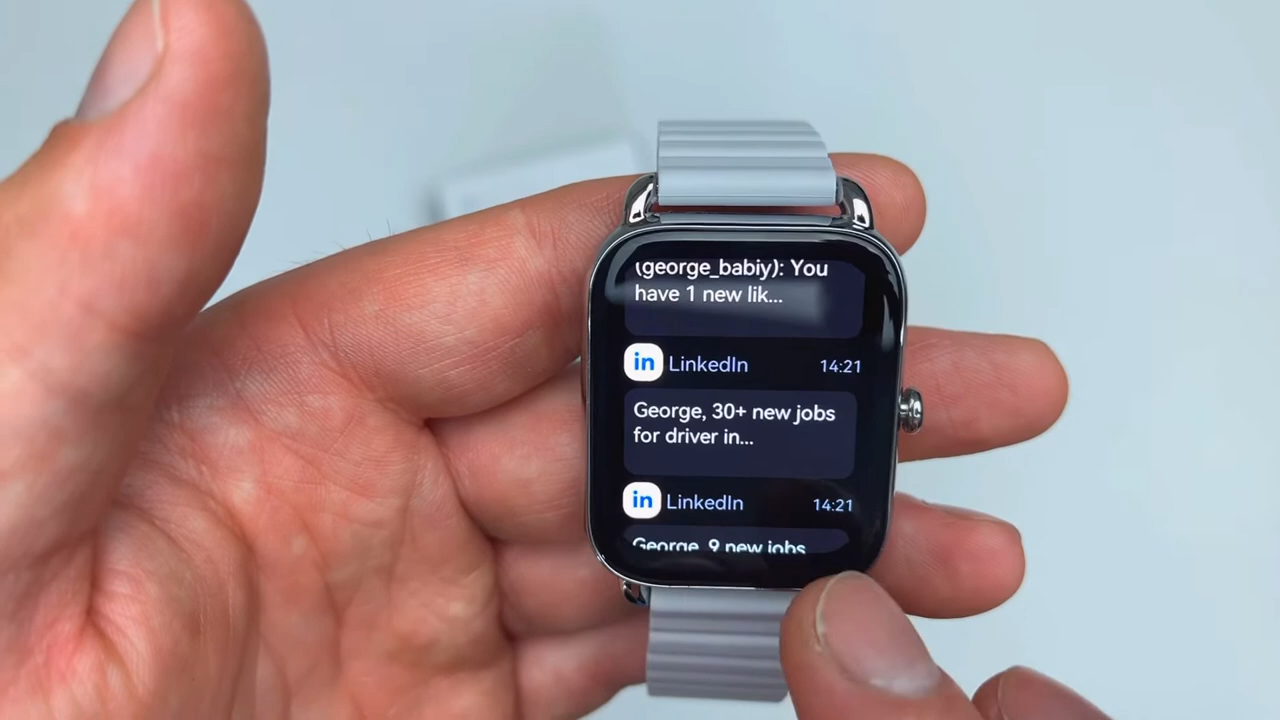 (george_babiy): You
have 1 new lik...
in LinkedIn 14:21
George, 30+ new jobs
for driver in...
in LinkedIn 14:21
George, 9 new jobs